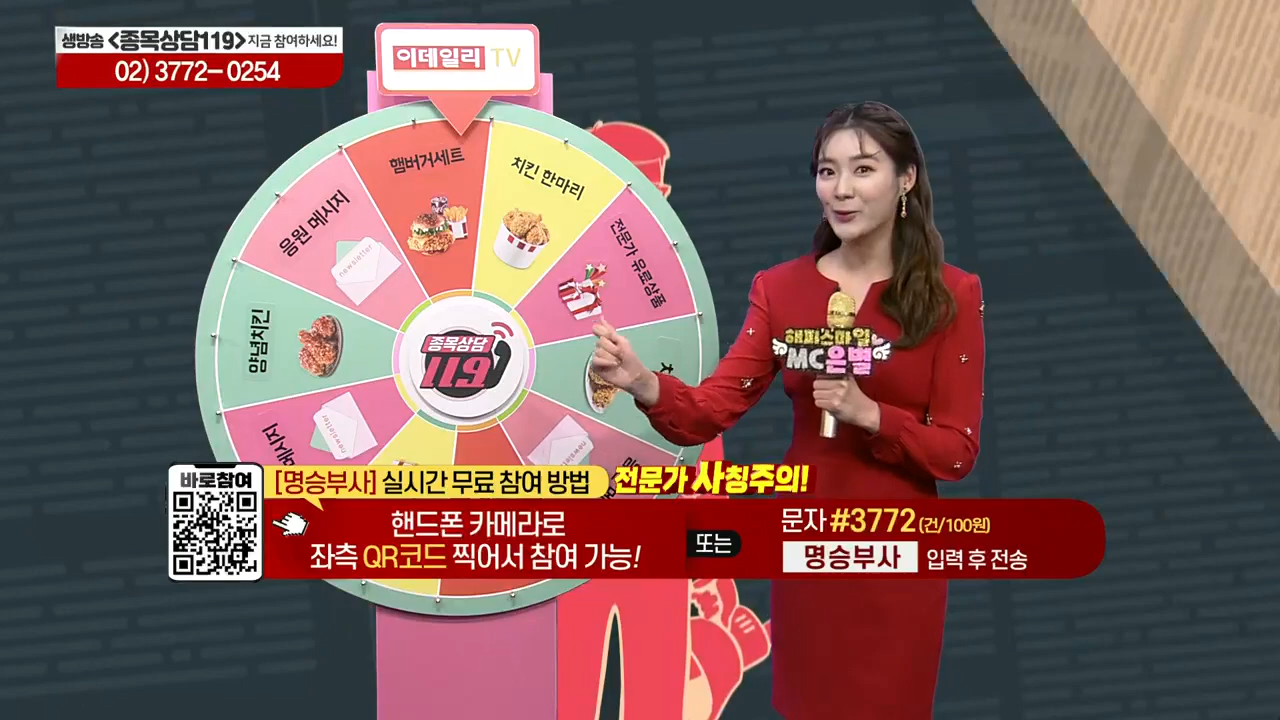 생방송 <종목상담119> 지금 참여하세요!
02) 3772-0254
이데일리 TV
햄버거세트
치킨 한마리
응원 메시지
newsletter
전문가 유료상품
양념치킨
종목상담
119
newsletter
해피스마일
MC은별
바로참여
[명승부사] 실시간 무료 참여 방법
전문가 사칭주의!
핸드폰 카메라로
좌측 QR코드 찍어서 참여 가능!
또는
문자 #3772 (건/100원)
명승부사 입력 후 전송